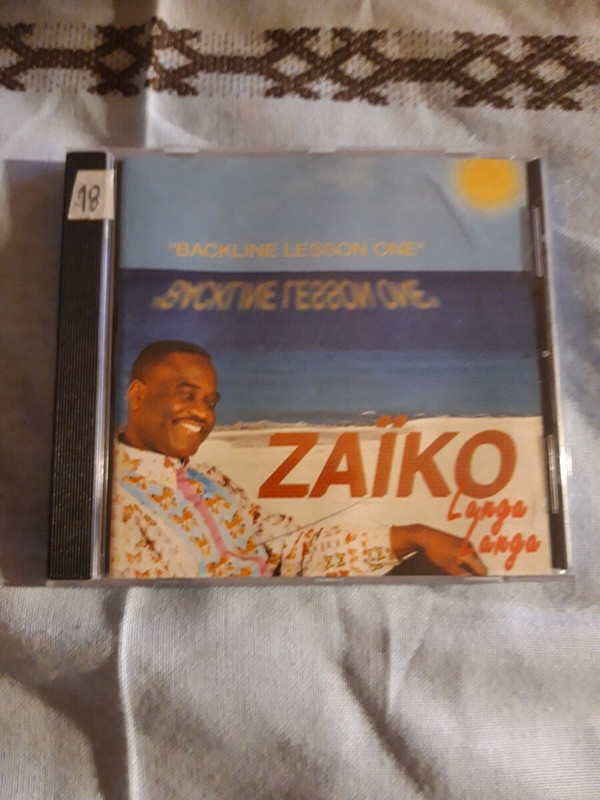 18
"BACKLINE LESSON ONE"
"BACKLINE LESSON ONE"
ZAÏKO
Langa
Langa